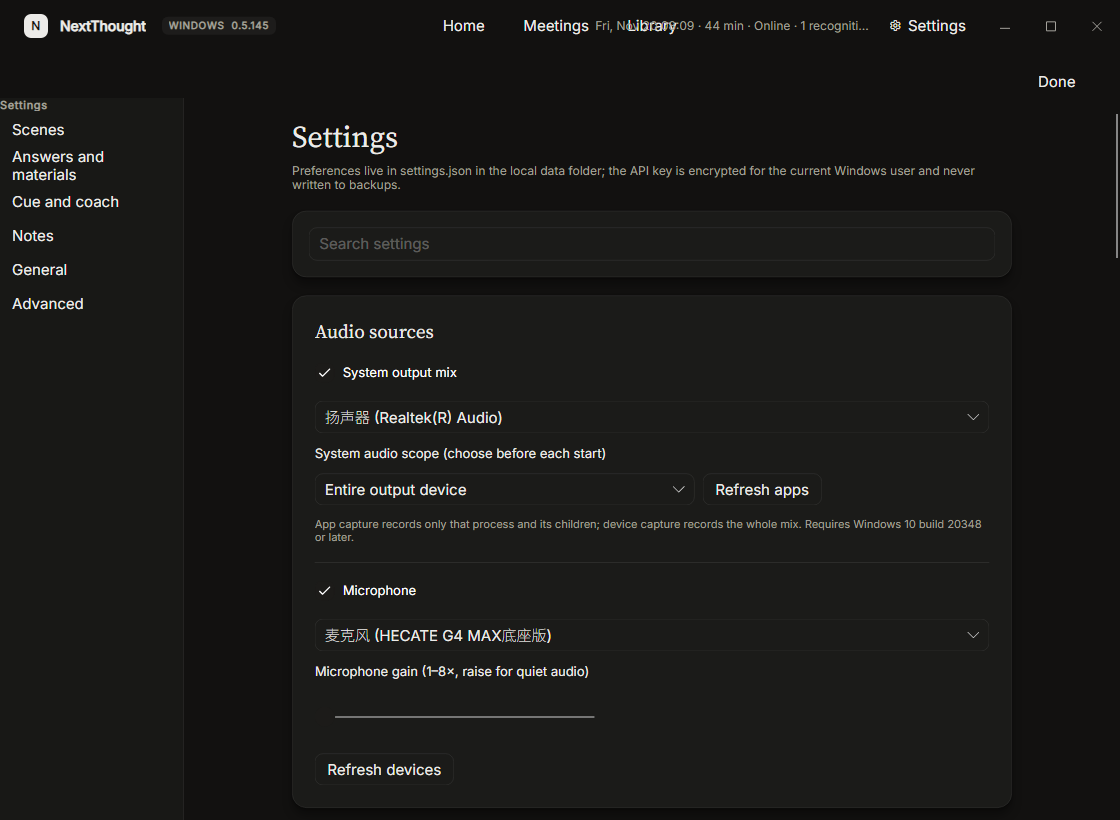 N NextThought WINDOWS 0.5.145 Home Meetings Library Settings
44 min · Online · 1 recogniti...
Done
Settings
Scenes
Answers and
materials
Cue and coach
Notes
General
Advanced
Settings
Preferences live in settings.json in the local data folder; the API key is encrypted for the current Windows user and never
written to backups.
Search settings
Audio sources
System output mix
扬声器 (Realtek(R) Audio)
System audio scope (choose before each start)
Entire output device
Refresh apps
App capture records only that process and its children; device capture records the whole mix. Requires Windows 10 build 20348
or later.
Microphone
麦克风 (HECATE G4 MAX底座版)
Microphone gain (1–8×, raise for quiet audio)
Refresh devices